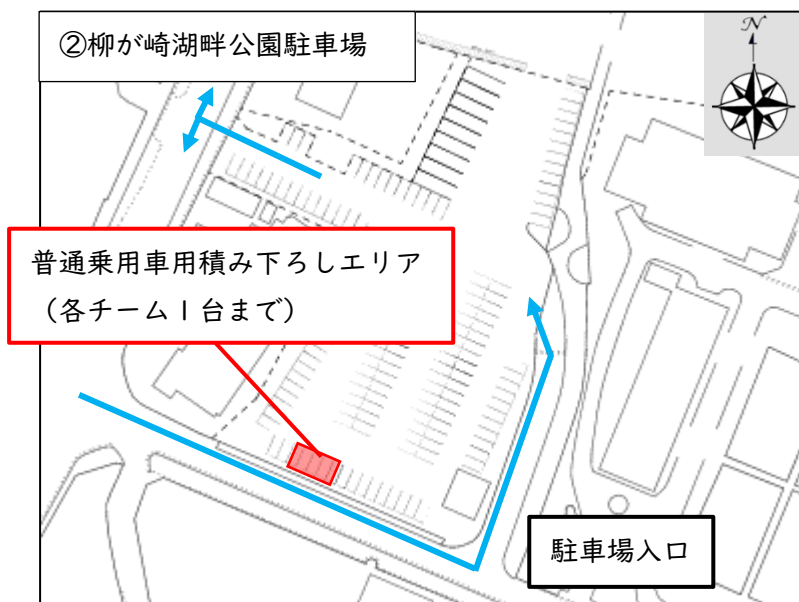 ②柳が崎湖畔公園駐車場
N
普通乗用車用積み下ろしエリア
（各チーム１台まで）
駐車場入口